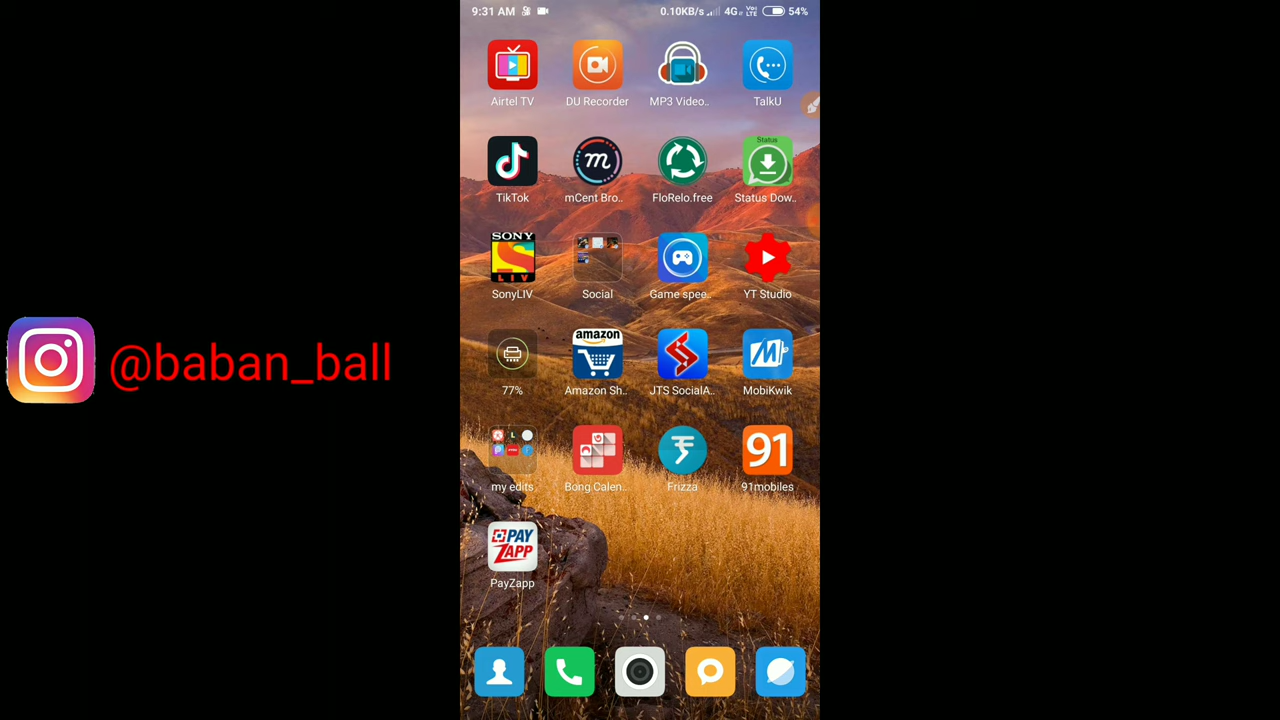 9:31 AM 0.10KB/s 4G Vo LTE 54%
Airtel TV DU Recorder MP3 Video.. TalkU
Status
TikTok mCent Bro.. FloRelo.free Status Dow..
SONY
LIV
SonyLIV Social Game spee.. YT Studio
@baban_ball
amazon
77% Amazon Sh.. JTS SocialA.. MobiKwik
91
my edits Bong Calen.. Frizza 91mobiles
PAY
ZAPP
PayZapp